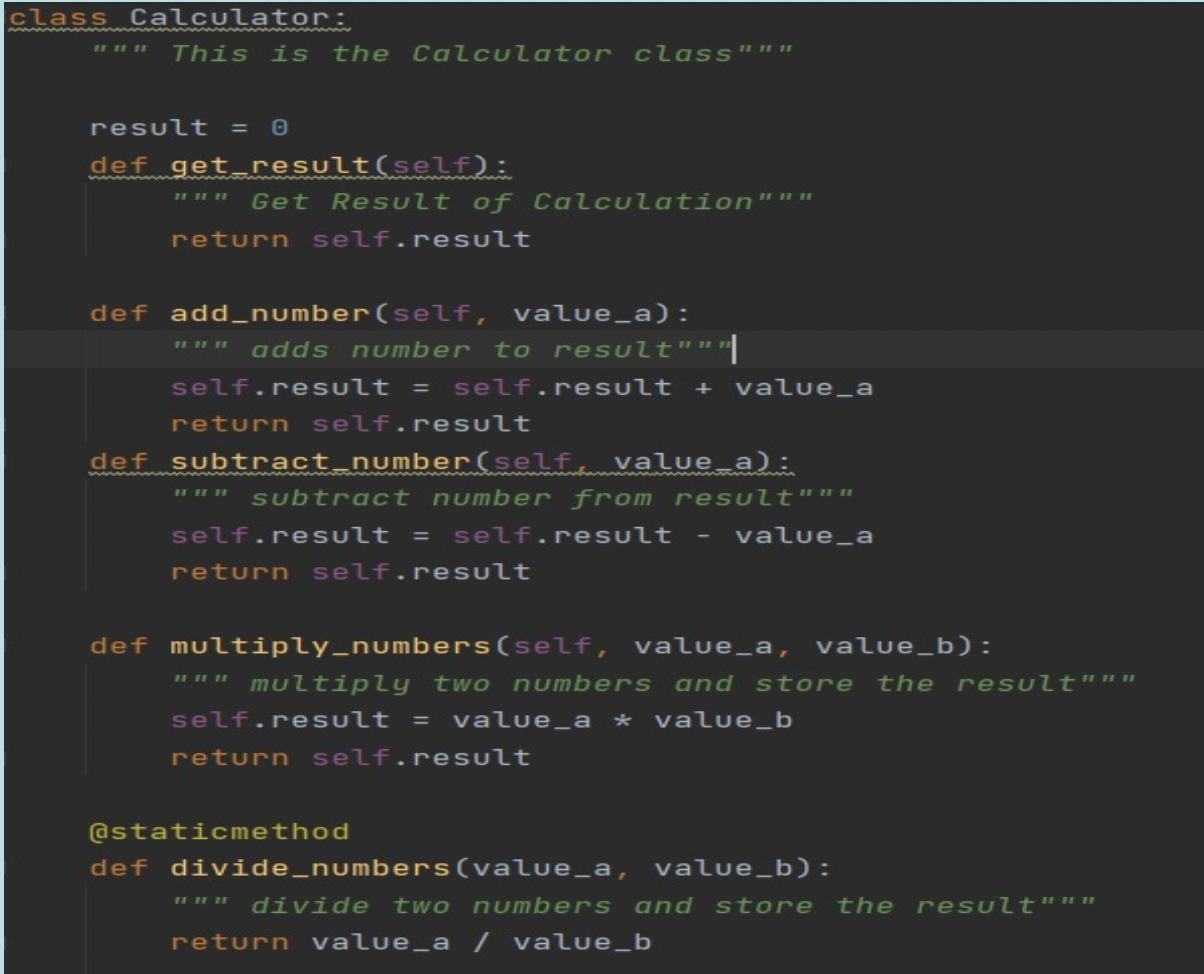 class Calculator:
    """ This is the Calculator class"""
    result = 0
    def get_result(self):
        """ Get Result of Calculation"""
        return self.result
    def add_number(self, value_a):
        """ adds number to result"""
        self.result = self.result + value_a
        return self.result
    def subtract_number(self, value_a):
        """ subtract number from result"""
        self.result = self.result - value_a
        return self.result
    def multiply_numbers(self, value_a, value_b):
        """ multiply two numbers and store the result"""
        self.result = value_a * value_b
        return self.result
    @staticmethod
    def divide_numbers(value_a, value_b):
        """ divide two numbers and store the result"""
        return value_a / value_b